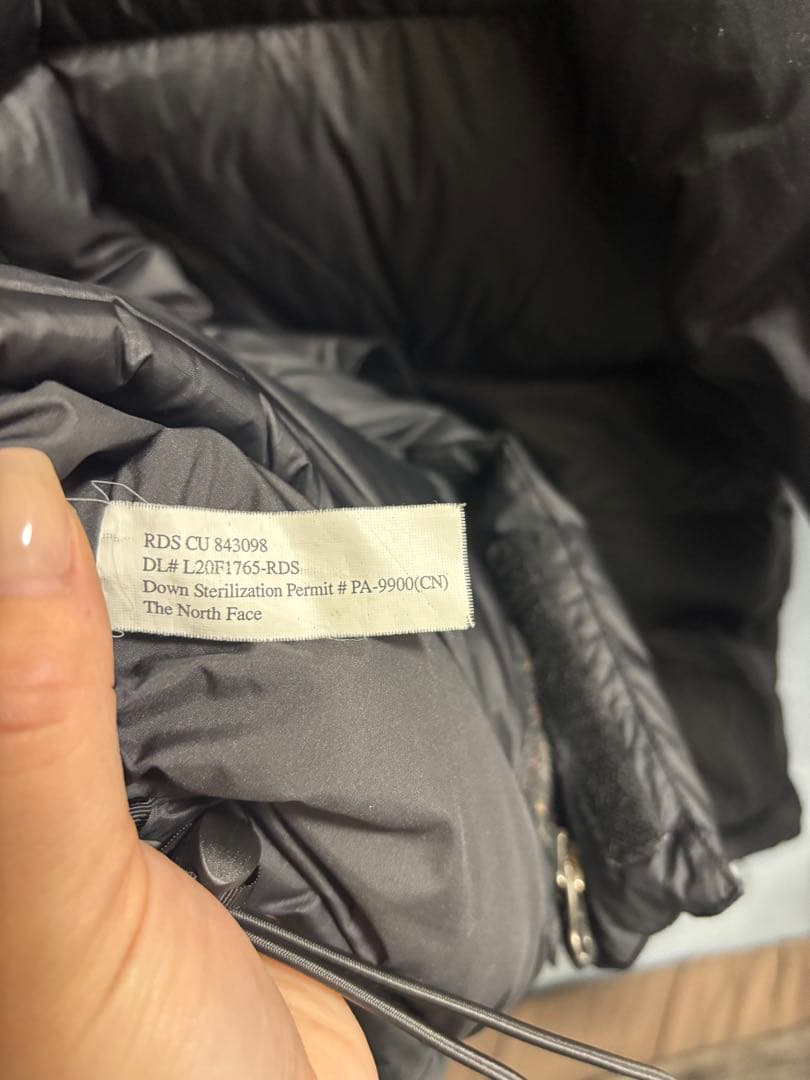 RDS CU 843098
DL# L20F1765-RDS
Down Sterilization Permit # PA-9900(CN)
The North Face